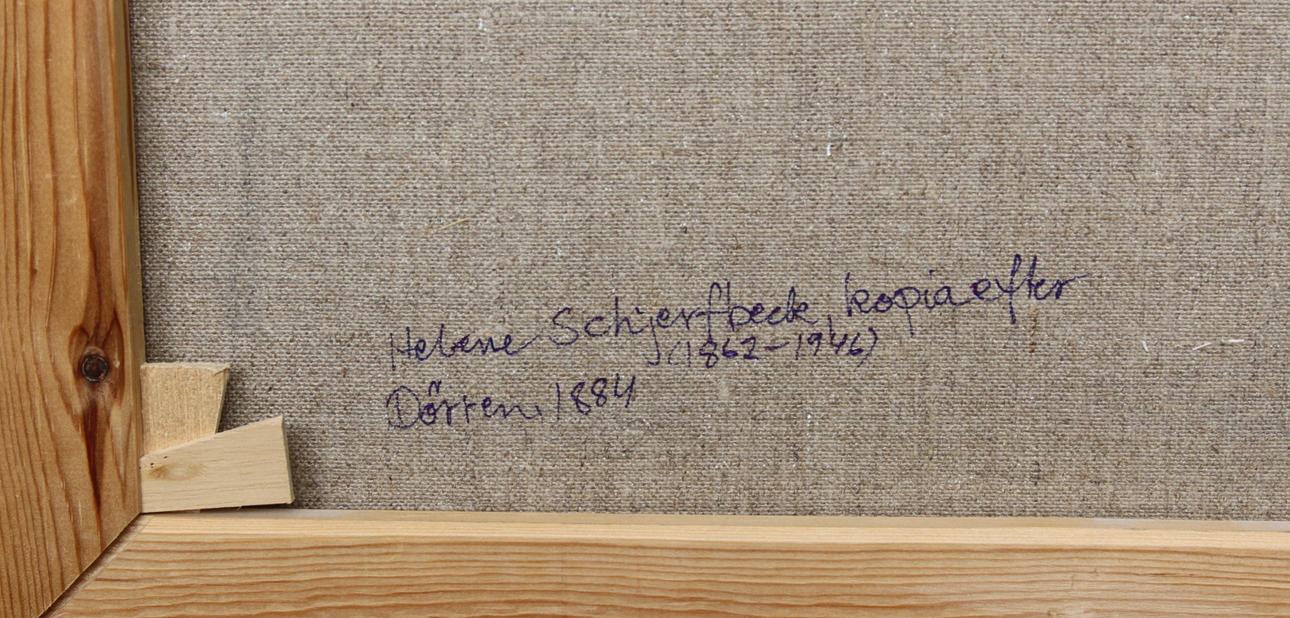 Helene Schjerfbeck, kopia efter
(1862-1946)
Dörren, 1884